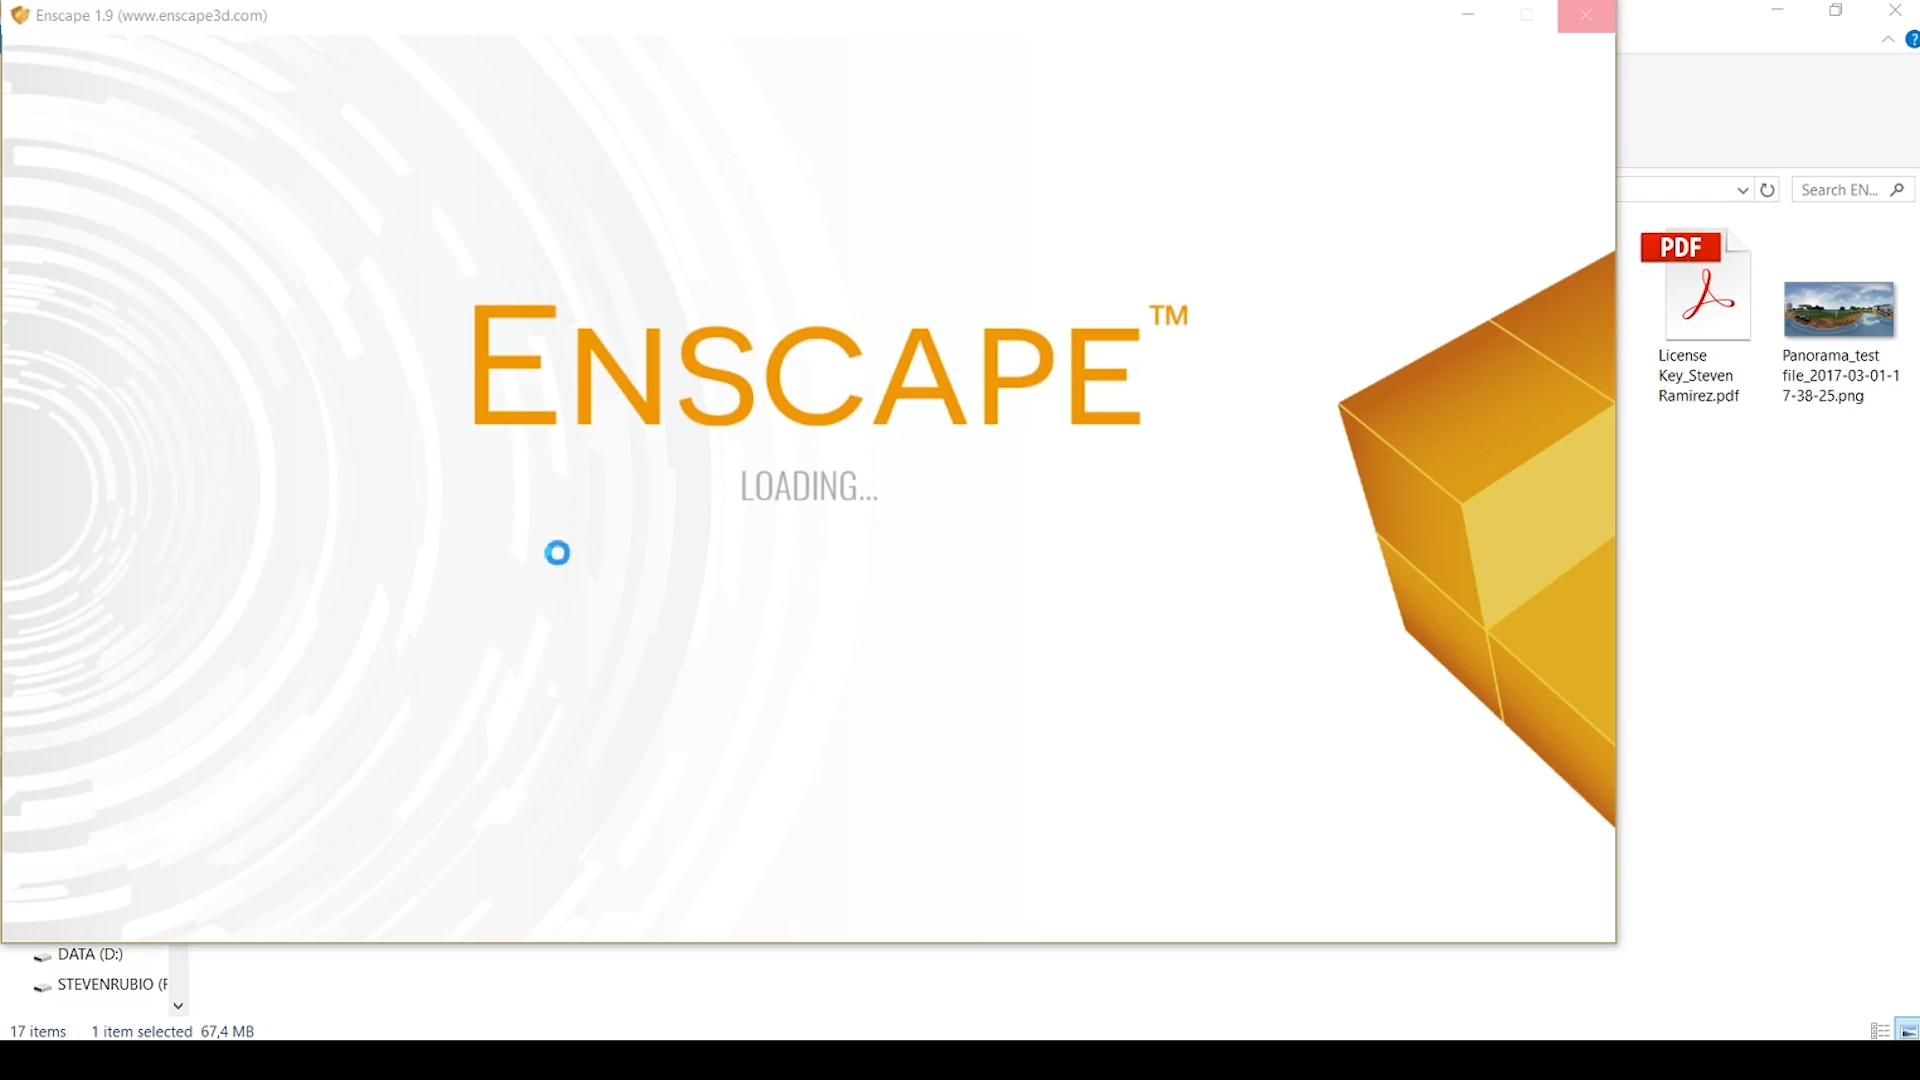 Enscape 1.9 (www.enscape3d.com)
Search EN...
ENSCAPE™
LOADING...
PDF
License
Key_Steven
Ramirez.pdf
Panorama_test
file_2017-03-01-1
7-38-25.png
DATA (D:)
STEVENRUBIO (F
17 items 1 item selected 67,4 MB